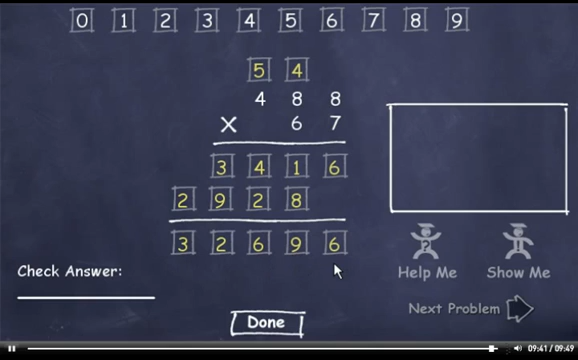 0 1 2 3 4 5 6 7 8 9
5 4
4 8 8
X 6 7
3 4 1 6
2 9 2 8
3 2 6 9 6
Check Answer:
Help Me Show Me
Next Problem
Done
09:41 / 09:49